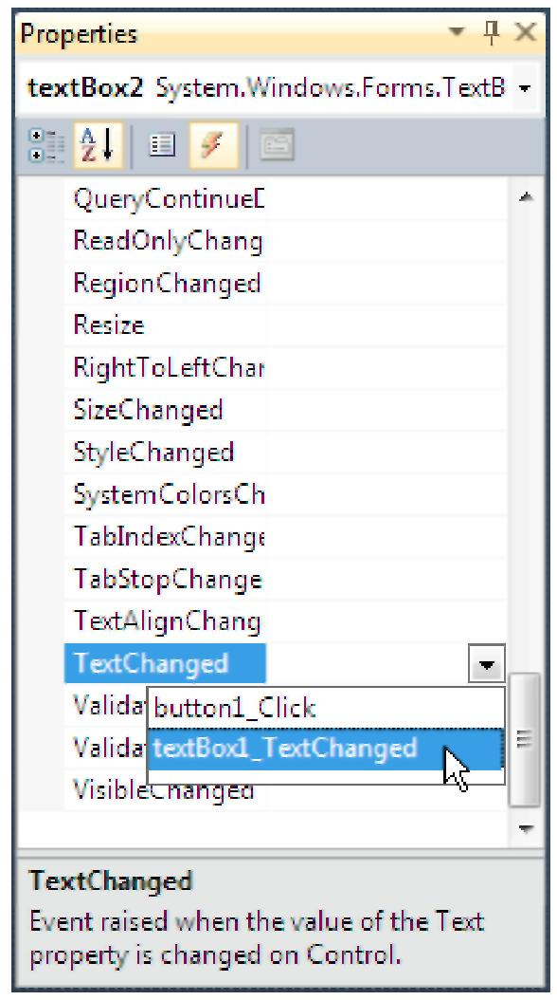 Properties
textBox2 System.Windows.Forms.TextB
A
Z
QueryContinueD
ReadOnlyChang
RegionChanged
Resize
RightToLeftChar
SizeChanged
StyleChanged
SystemColorsCh
TabIndexChange
TabStopChange
TextAlignChang
TextChanged
Valida button1_Click
Valida textBox1_TextChanged
VisibleChanged
TextChanged
Event raised when the value of the Text
property is changed on Control.